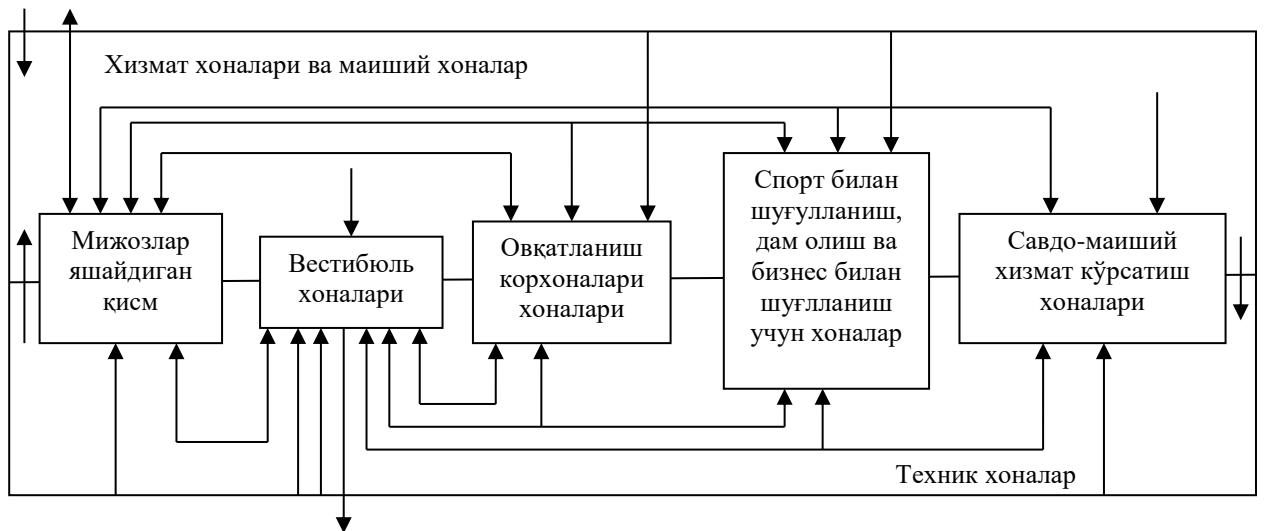 Хизмат хоналари ва маиший хоналар
Мижозлар
яшайдиган
қисм
Вестибюль
хоналари
Овқатланиш
корхоналари
хоналари
Спорт билан
шуғулланиш,
дам олиш ва
бизнес билан
шуғлланиш
учун хоналар
Савдо-маиший
хизмат кўрсатиш
хоналари
Техник хоналар